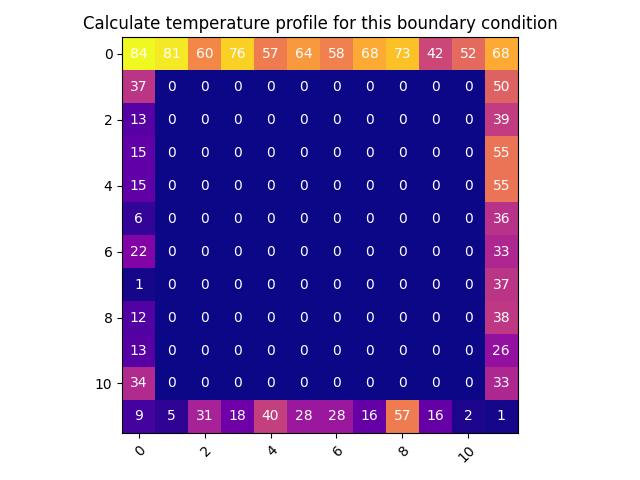 Calculate temperature profile for this boundary condition
0 84 81 60 76 57 64 58 68 73 42 52 68
37 0 0 0 0 0 0 0 0 0 0 50
2 13 0 0 0 0 0 0 0 0 0 0 39
15 0 0 0 0 0 0 0 0 0 0 55
4 15 0 0 0 0 0 0 0 0 0 0 55
6 0 0 0 0 0 0 0 0 0 0 36
6 22 0 0 0 0 0 0 0 0 0 0 33
1 0 0 0 0 0 0 0 0 0 0 37
8 12 0 0 0 0 0 0 0 0 0 0 38
13 0 0 0 0 0 0 0 0 0 0 26
10 34 0 0 0 0 0 0 0 0 0 0 33
9 5 31 18 40 28 28 16 57 16 2 1
0 2 4 6 8 10